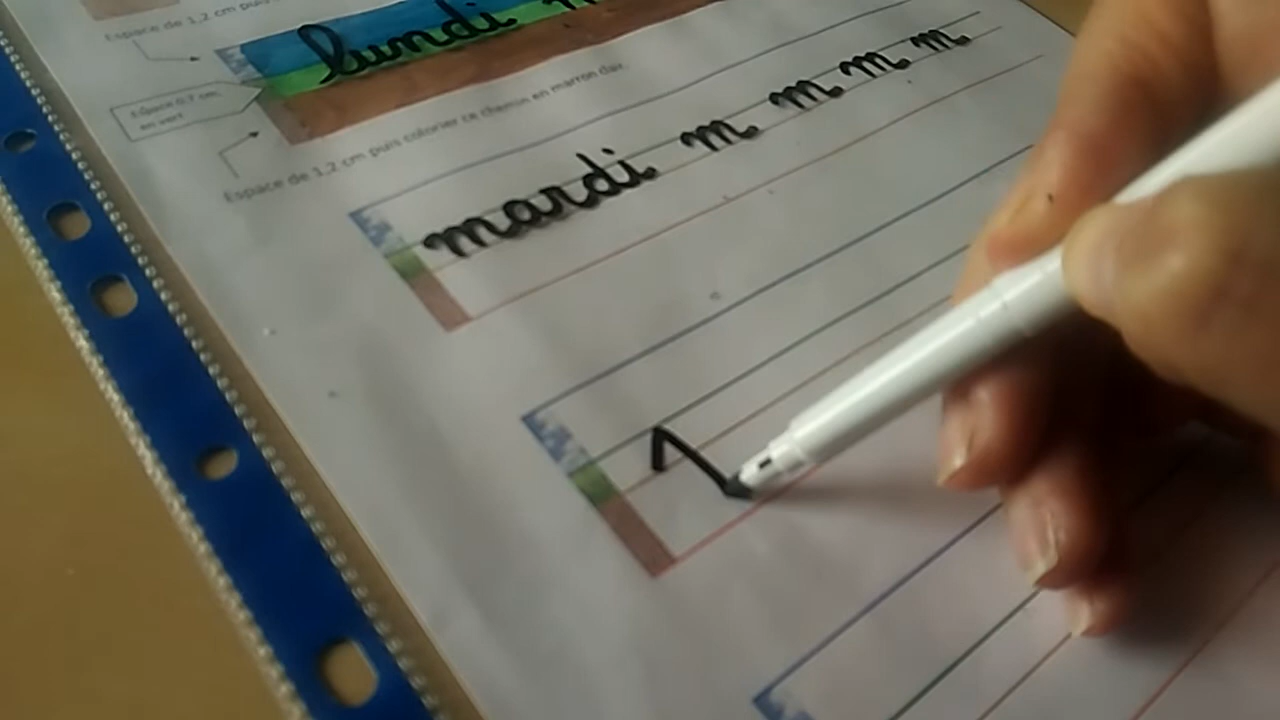 Espace de 1,2 cm puis
lundi
Espace 0,7 cm,
en vert
Espace de 1,2 cm puis colorier ce chemin en marron clair
mardi m m m m